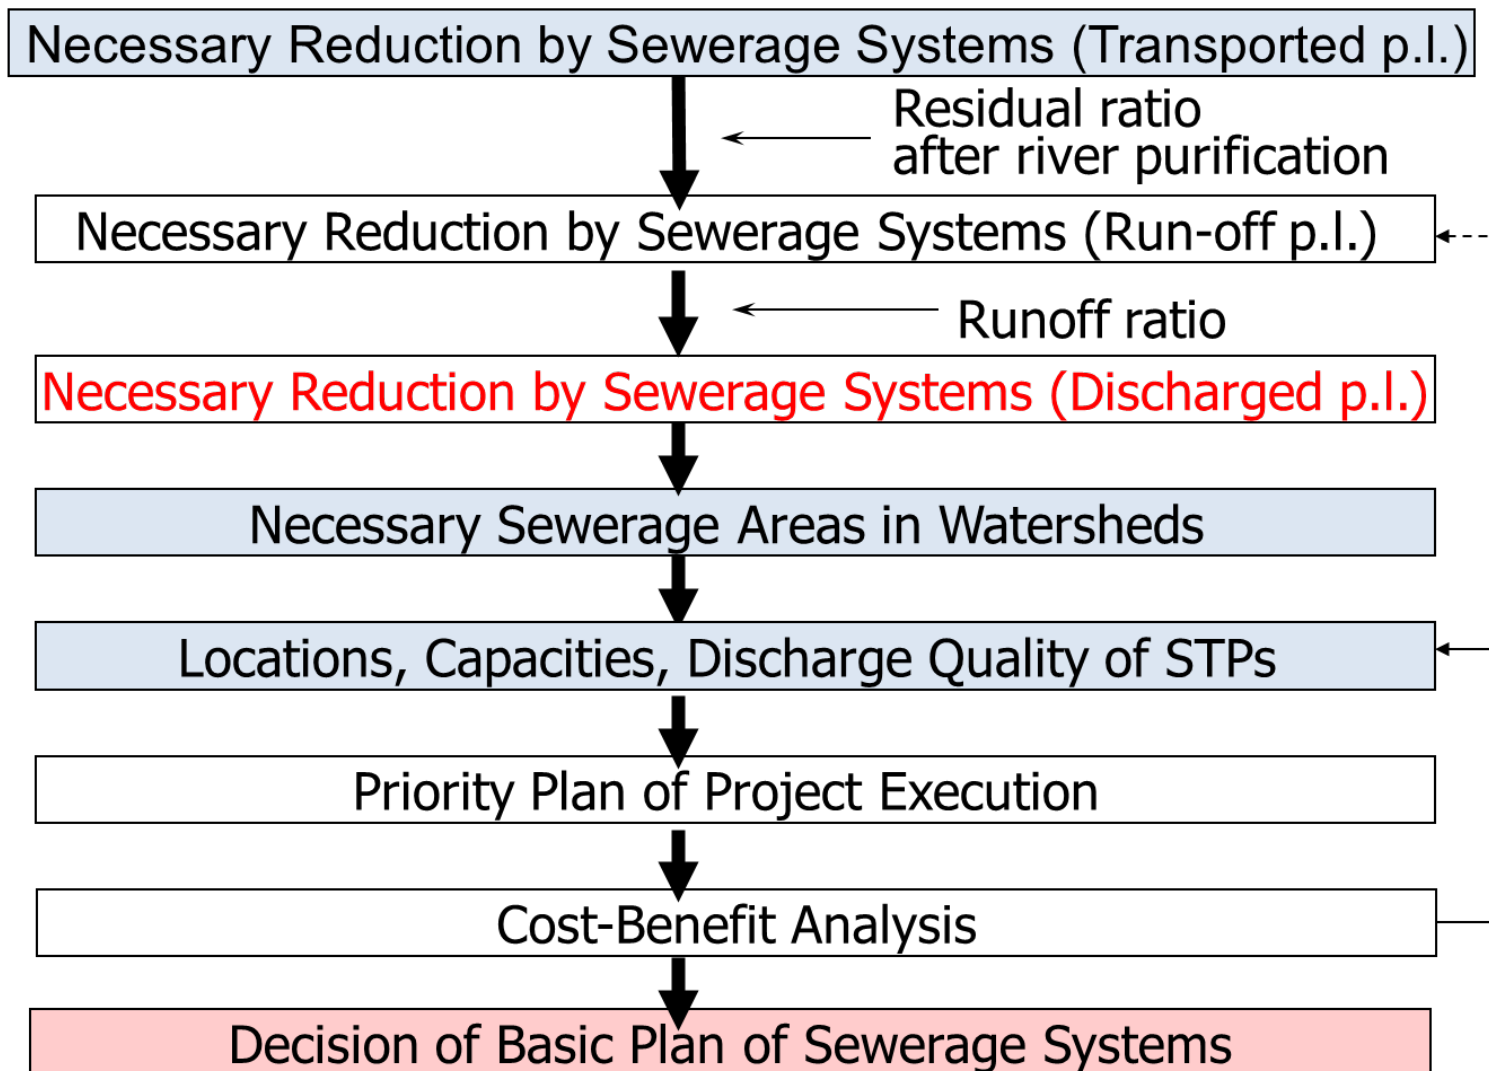 Necessary Reduction by Sewerage Systems (Transported p.l.)
Residual ratio
after river purification
Necessary Reduction by Sewerage Systems (Run-off p.l.)
Runoff ratio
Necessary Reduction by Sewerage Systems (Discharged p.l.)
Necessary Sewerage Areas in Watersheds
Locations, Capacities, Discharge Quality of STPs
Priority Plan of Project Execution
Cost-Benefit Analysis
Decision of Basic Plan of Sewerage Systems